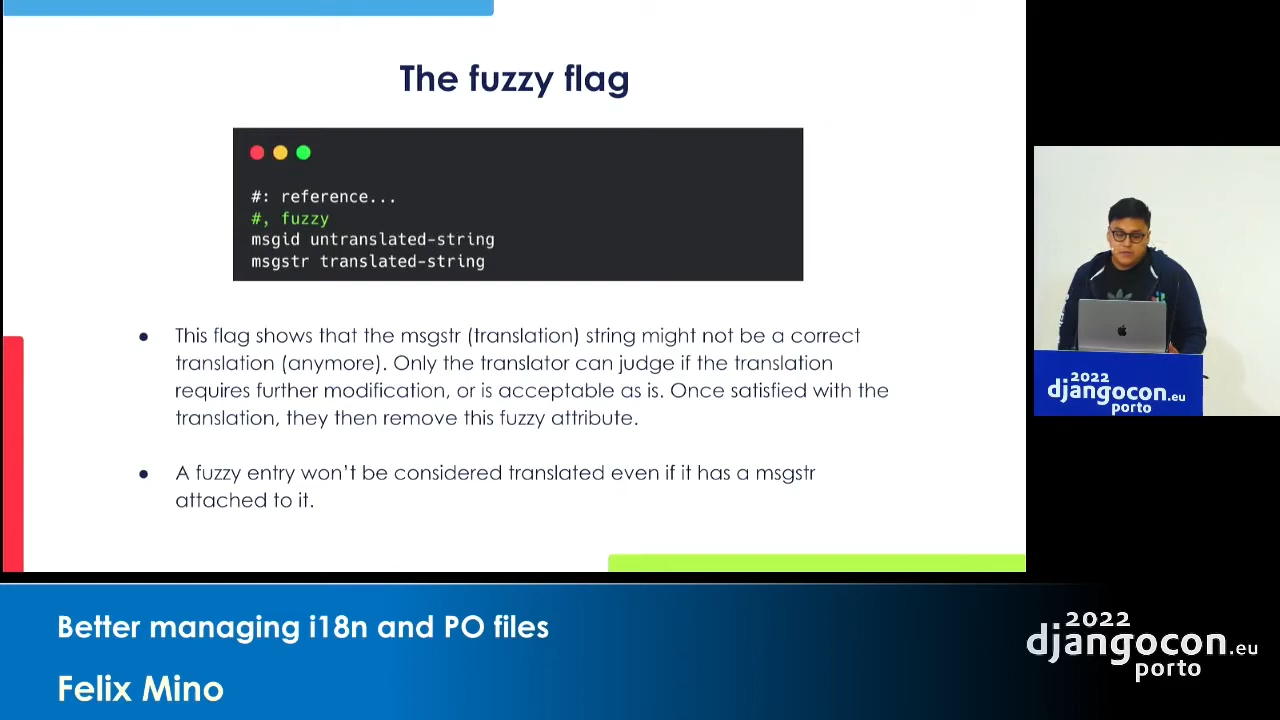 The fuzzy flag
#: reference...
#, fuzzy
msgid untranslated-string
msgstr translated-string
● This flag shows that the msgstr (translation) string might not be a correct
translation (anymore). Only the translator can judge if the translation
requires further modification, or is acceptable as is. Once satisfied with the
translation, they then remove this fuzzy attribute.
● A fuzzy entry won't be considered translated even if it has a msgstr
attached to it.
2022
djangocon.eu
porto
Better managing i18n and PO files
Felix Mino
2022
djangocon.eu
porto